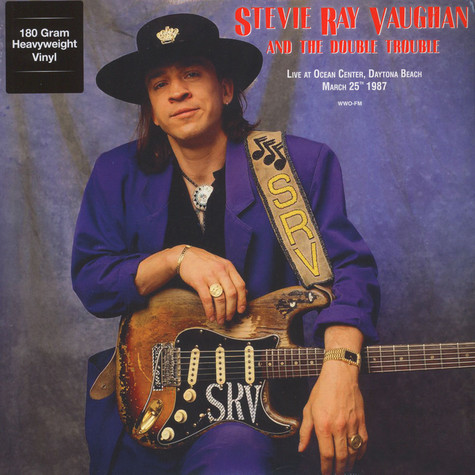 180 Gram
Heavyweight
Vinyl
STEVIE RAY VAUGHAN
AND THE DOUBLE TROUBLE
LIVE AT OCEAN CENTER, DAYTONA BEACH
MARCH 25TH 1987
WWO-FM
SRV
SRV